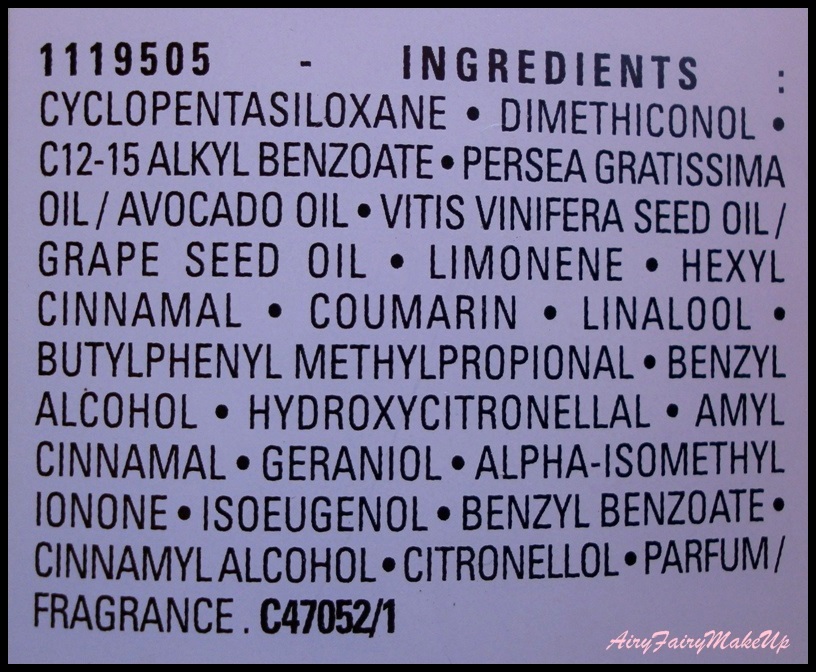 1119505 - INGREDIENTS :
CYCLOPENTASILOXANE • DIMETHICONOL •
C12-15 ALKYL BENZOATE • PERSEA GRATISSIMA
OIL / AVOCADO OIL • VITIS VINIFERA SEED OIL /
GRAPE SEED OIL • LIMONENE • HEXYL
CINNAMAL • COUMARIN • LINALOOL •
BUTYLPHENYL METHYLPROPIONAL • BENZYL
ALCOHOL • HYDROXYCITRONELLAL • AMYL
CINNAMAL • GERANIOL • ALPHA-ISOMETHYL
IONONE • ISOEUGENOL • BENZYL BENZOATE •
CINNAMYL ALCOHOL • CITRONELLOL • PARFUM /
FRAGRANCE . C47052/1
AiryFairyMakeUp